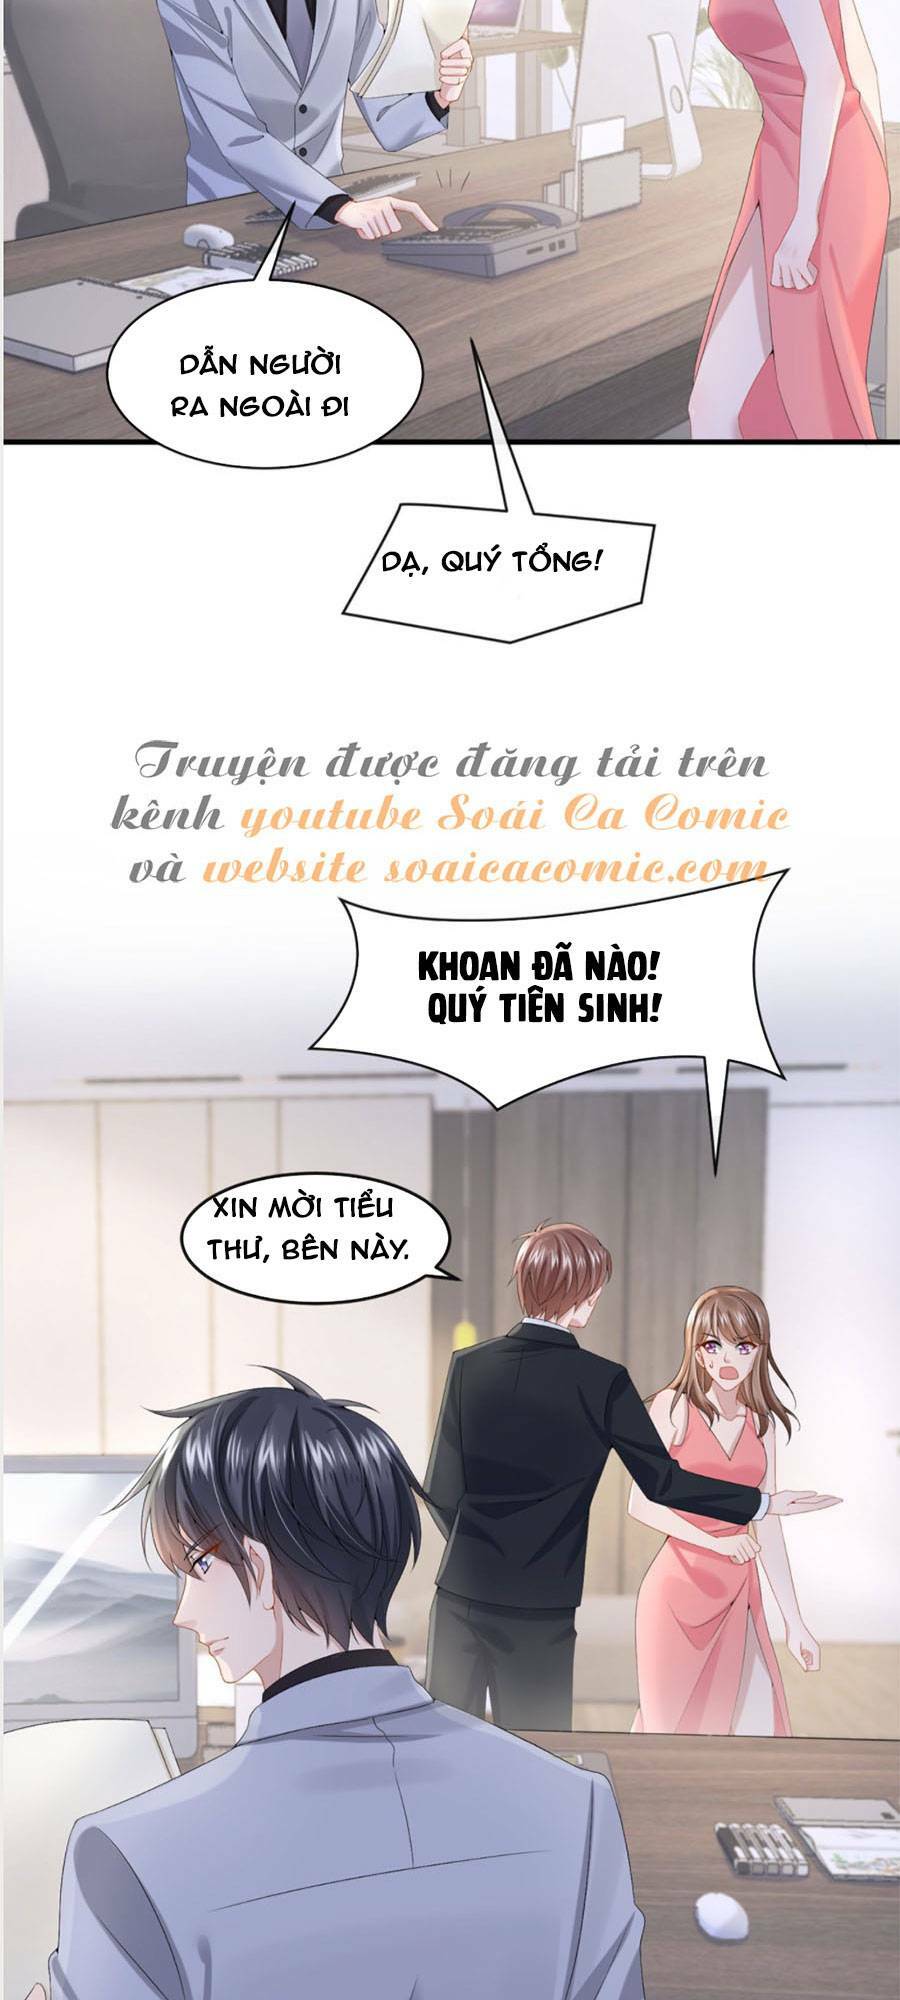 DẪN NGƯỜI
RA NGOÀI ĐI
DẠ, QUÝ TỔNG!
Truyện được đăng tải trên
kênh youtube Soái Ca Comic
và website soaicacomic.com
KHOAN ĐÃ NÀO!
QUÝ TIÊN SINH!
XIN MỜI TIỂU
THƯ, BÊN NÀY.